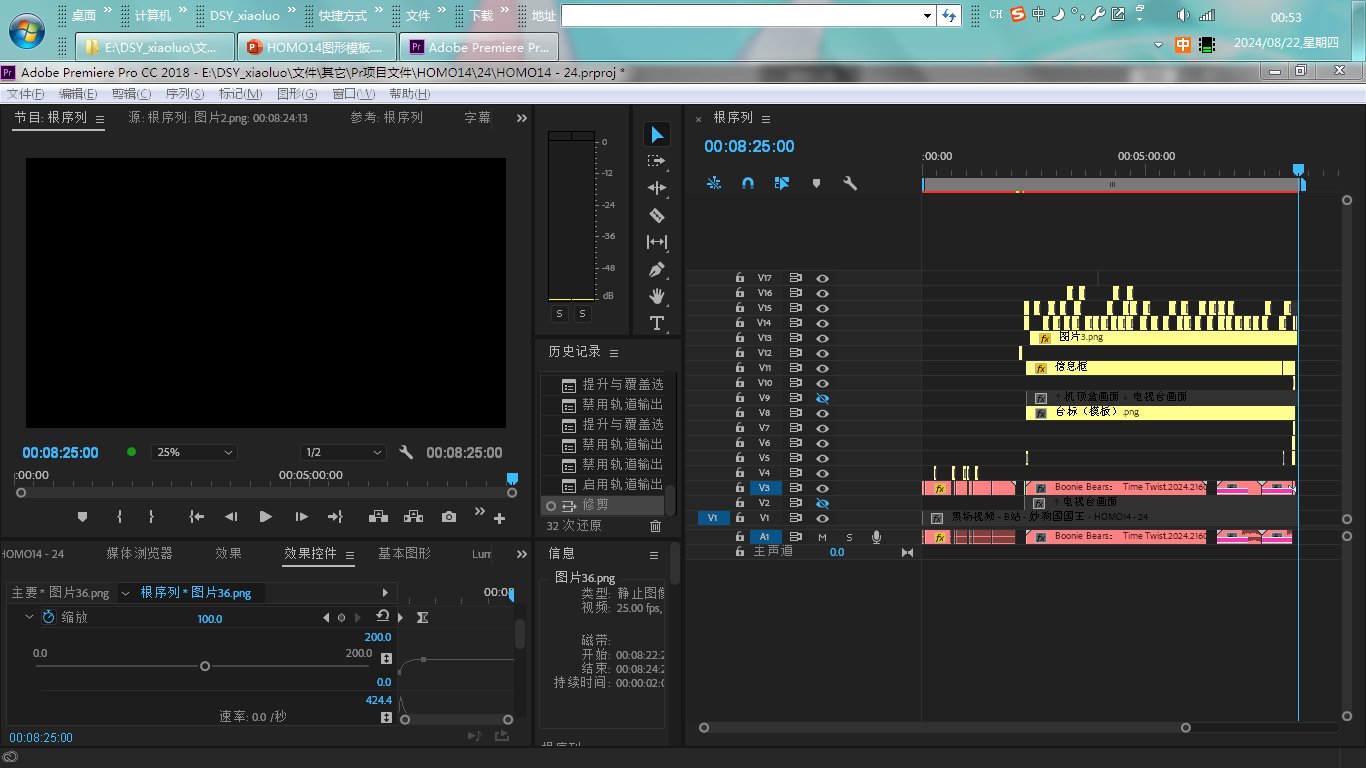 桌面 计算机 DSY_xiaoluo 快捷方式 文件 下载 地址 CH 中 00:53
E:\DSY_xiaoluo\文... HOMO14图形模板... Adobe Premiere Pro... 中 2024/08/22,星期四
Adobe Premiere Pro CC 2018 - E:\DSY_xiaoluo\文件\其它\Pr项目文件\HOMO14\24\HOMO14 - 24.prproj *
文件(F) 编辑(E) 剪辑(C) 序列(S) 标记(M) 图形(G) 窗口(W) 帮助(H)
节目: 根序列 源: 根序列: 图片2.png: 00:08:24:13 参考: 根序列 字幕
00:08:25:00 25% 1/2 00:08:25:00
:00:00 00:05:00:00
HOMO14 - 24 媒体浏览器 效果 效果控件 基本图形 Lum
主要 * 图片36.png 根序列 * 图片36.png 00:08
缩放 100.0
200.0
0.0 200.0
0.0
424.4
速率: 0.0 /秒
00:08:25:00
0
-12
-24
-36
-48
dB
S S
历史记录
提升与覆盖选
禁用轨道输出
提升与覆盖选
禁用轨道输出
禁用轨道输出
启用轨道输出
修剪
32 次还原
信息
图片36.png
类型: 静止图像
视频: 25.00 fps,
磁带:
开始: 00:08:22:2
结束: 00:08:24:2
持续时间: 00:00:02:0
根序列
00:08:25:00
:00:00 00:05:00:00
V17
V16
V15
V14
V13 图片3.png
V12
V11 信息框
V10
V9 ↑机顶盒画面 ↓ 电视台画面
V8 台标（模板）.png
V7
V6
V5
V4
V3 Boonie Bears： Time Twist.2024.2160
V2 ↑电视台画面
V1 V1 累场视频 - B站 - 妙狗国国王 - HOMO14 - 24
A1 M S Boonie Bears： Time Twist.2024.2160
主声道 0.0